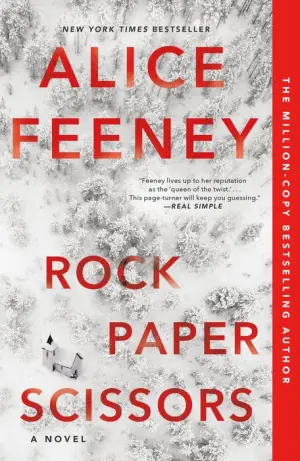 NEW YORK TIMES BESTSELLER
ALICE
FEENEY
"Feeney lives up to her reputation
as the 'queen of the twist.' . . .
This page-turner will keep you guessing."
—REAL SIMPLE
ROCK
PAPER
SCISSORS
A NOVEL
THE MILLION-COPY BESTSELLING AUTHOR